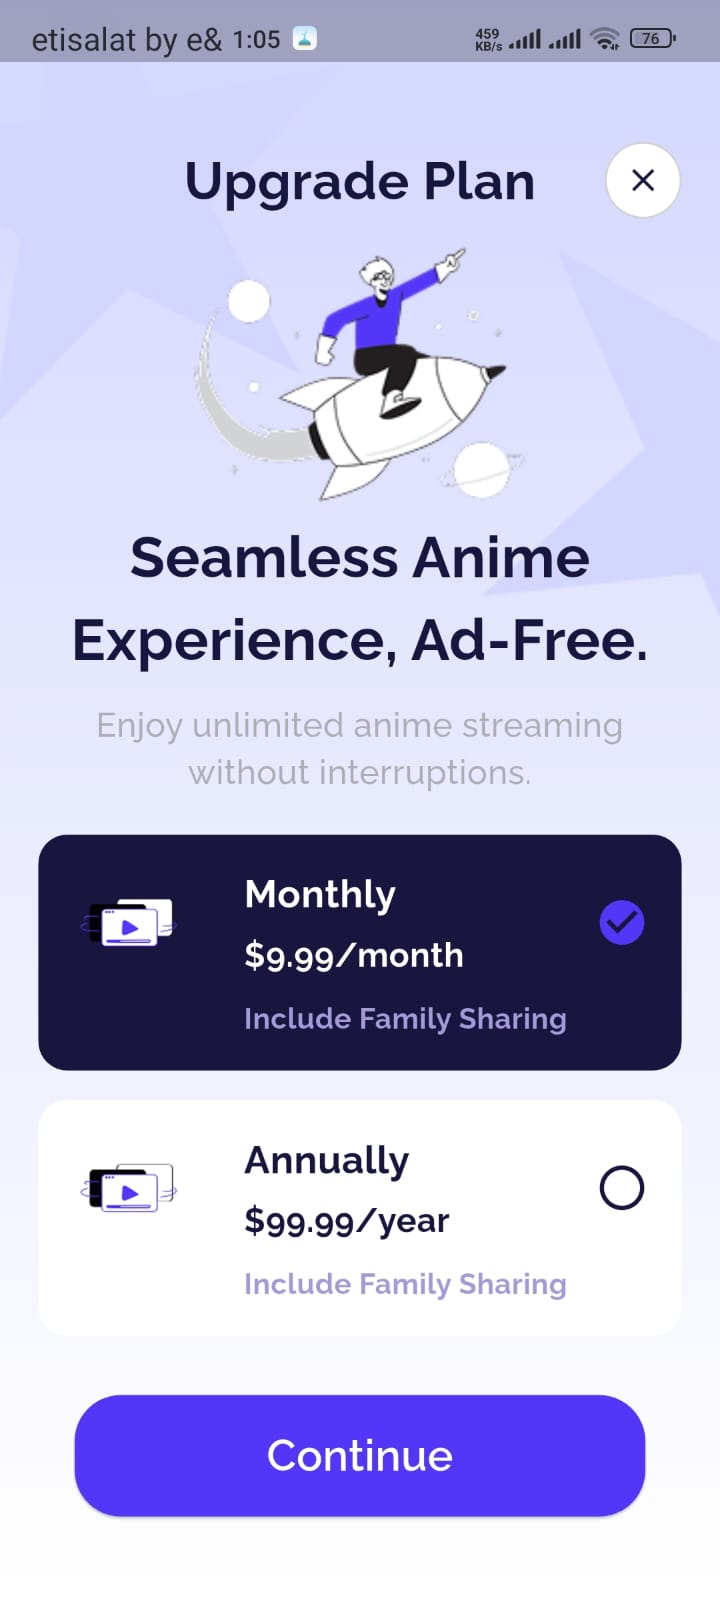 etisalat by e& 1:05
459
KB/s
76
Upgrade Plan
Seamless Anime
Experience, Ad-Free.
Enjoy unlimited anime streaming
without interruptions.
Monthly
$9.99/month
Include Family Sharing
Annually
$99.99/year
Include Family Sharing
Continue